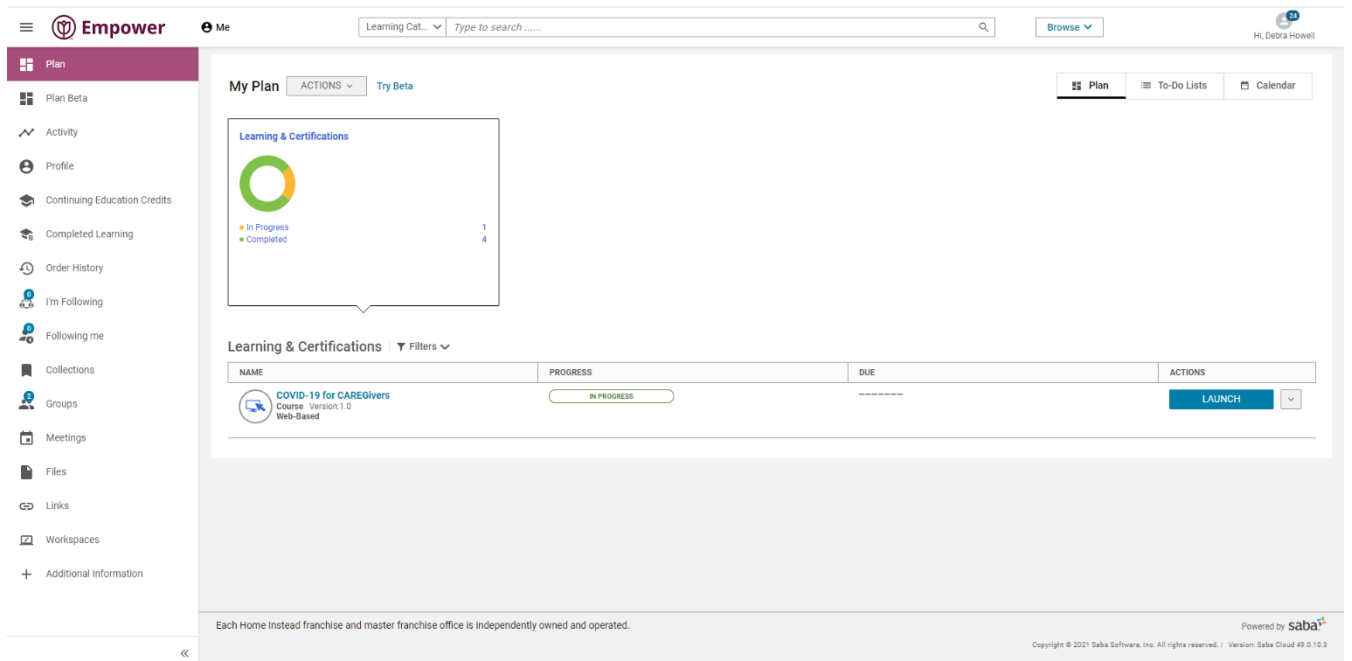 Empower
Me
Learning Cat...
Type to search ......
Browse
24
Hi, Debra Howell
Plan
Plan Beta
Activity
Profile
Continuing Education Credits
Completed Learning
Order History
0
I'm Following
0
Following me
Collections
2
Groups
Meetings
Files
Links
Workspaces
Additional Information
My Plan
ACTIONS
Try Beta
Plan
To-Do Lists
Calendar
Learning & Certifications
In Progress 1
Completed 4
Learning & Certifications
Filters
NAME PROGRESS DUE ACTIONS
COVID-19 for CAREGivers
Course Version:1.0
Web-Based
IN PROGRESS
-------
LAUNCH
Each Home Instead franchise and master franchise office is independently owned and operated.
Powered by saba
Copyright © 2021 Saba Software, Inc. All rights reserved. | Version: Saba Cloud 49.0.10.3